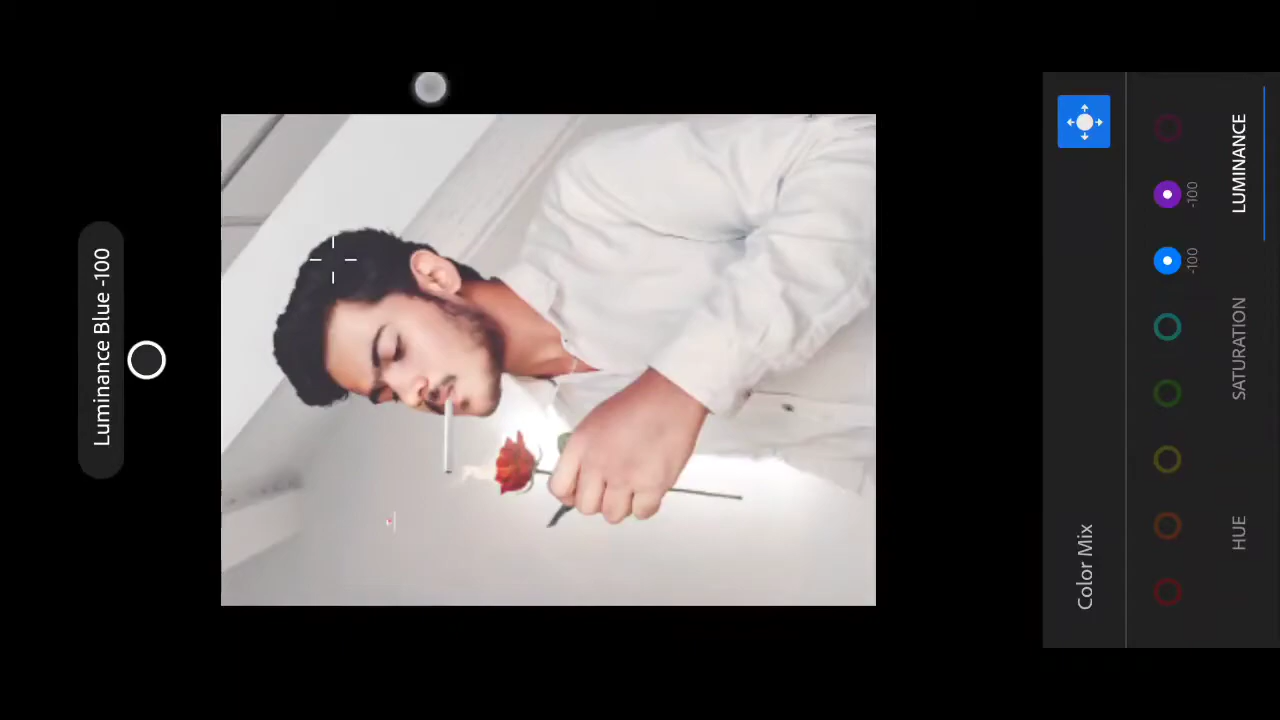 Luminance Blue -100
Color Mix
-100
-100
HUE
SATURATION
LUMINANCE